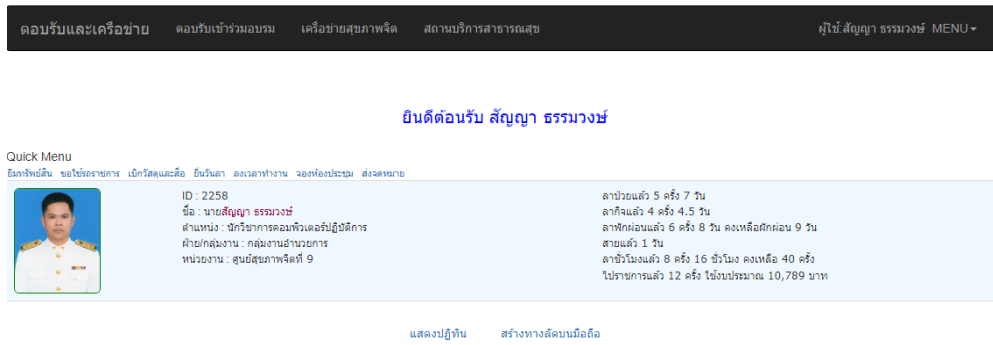 ตอบรับและเครือข่าย ตอบรับเข้าร่วมอบรม เครือข่ายสุขภาพจิต สถานบริการสาธารณสุข ผู้ใช้:สัญญา ธรรมวงษ์ MENU
ยินดีต้อนรับ สัญญา ธรรมวงษ์
Quick Menu
ยืมทรัพย์สิน ขอใช้รถราชการ เบิกวัสดุและสื่อ ยื่นวันลา ลงเวลาทำงาน จองห้องประชุม ส่งจดหมาย
ID : 2258
ชื่อ : นายสัญญา ธรรมวงษ์
ตำแหน่ง : นักวิชาการคอมพิวเตอร์ปฏิบัติการ
ฝ่าย/กลุ่มงาน : กลุ่มงานอำนวยการ
หน่วยงาน : ศูนย์สุขภาพจิตที่ 9
ลาป่วยแล้ว 5 ครั้ง 7 วัน
ลากิจแล้ว 4 ครั้ง 4.5 วัน
ลาพักผ่อนแล้ว 6 ครั้ง 8 วัน คงเหลือพักผ่อน 9 วัน
สายแล้ว 1 วัน
ลาชั่วโมงแล้ว 8 ครั้ง 16 ชั่วโมง คงเหลือ 40 ครั้ง
ไปราชการแล้ว 12 ครั้ง ใช้งบประมาณ 10,789 บาท
แสดงปฏิทิน สร้างทางลัดบนมือถือ